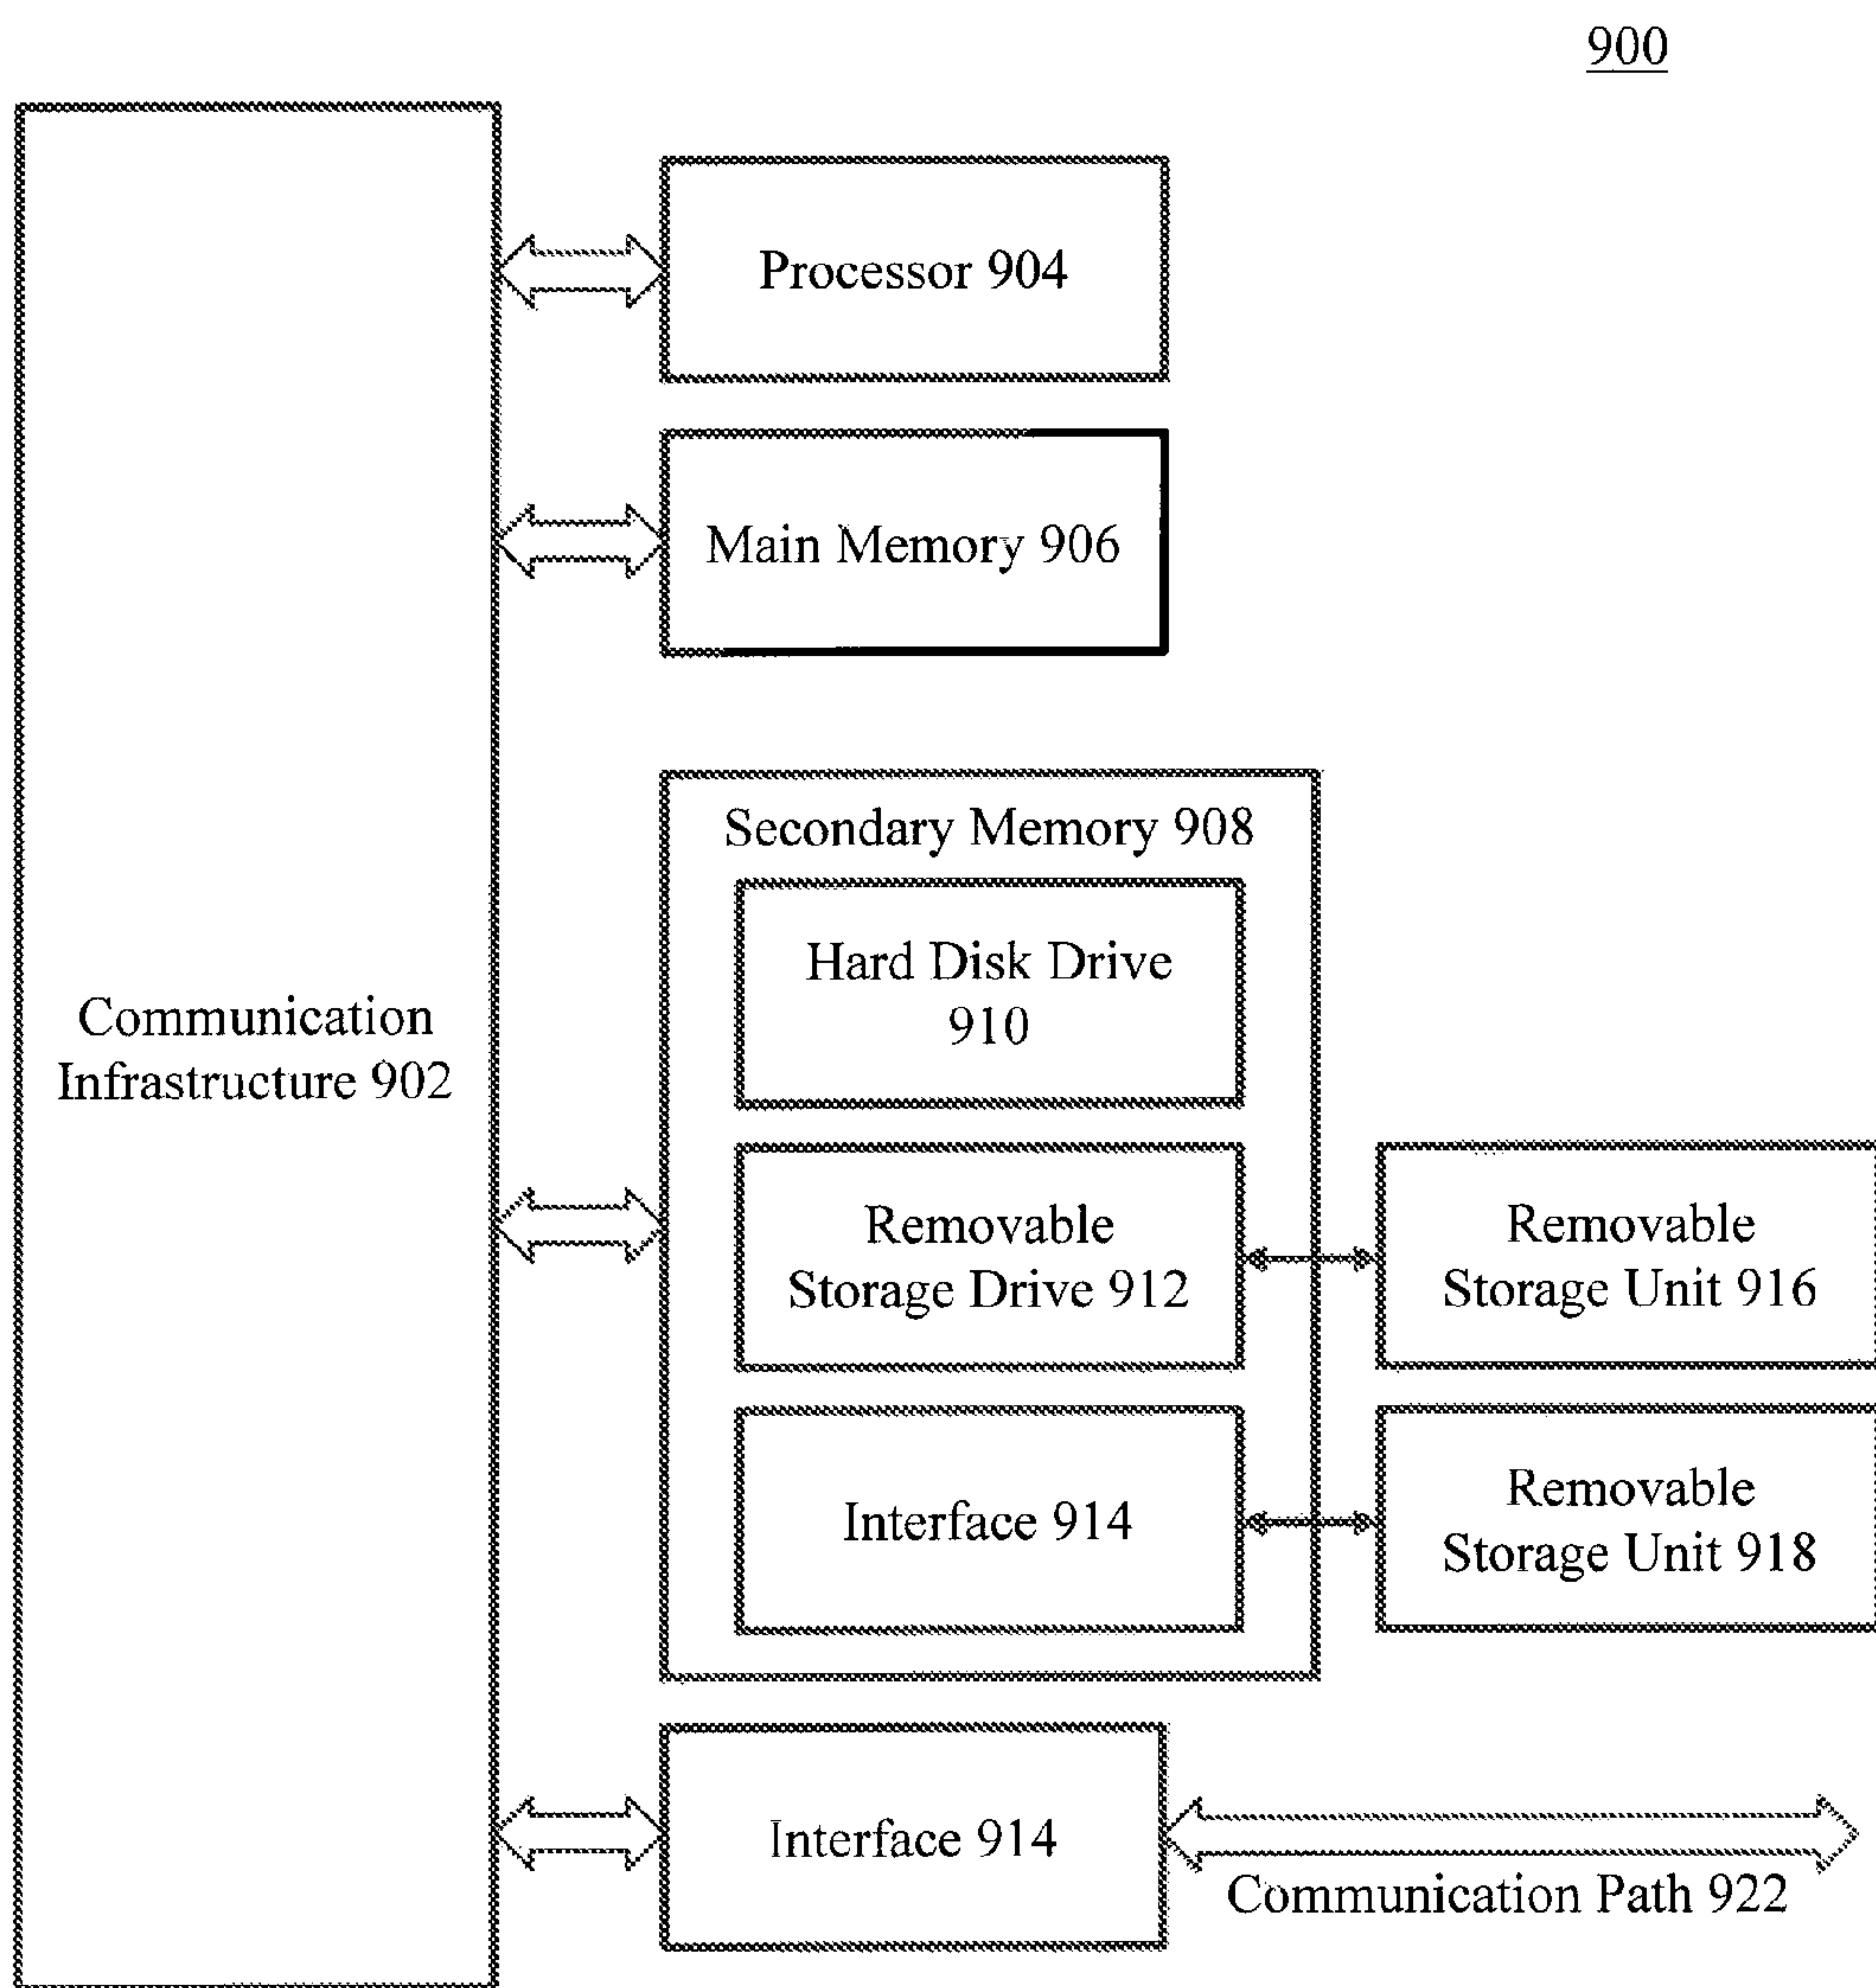 900
Processor 904
Main Memory 906
Secondary Memory 908
Hard Disk Drive
910
Communication
Infrastructure 902
Removable
Storage Drive 912
Removable
Storage Unit 916
Interface 914
Removable
Storage Unit 918
Interface 914
Communication Path 922